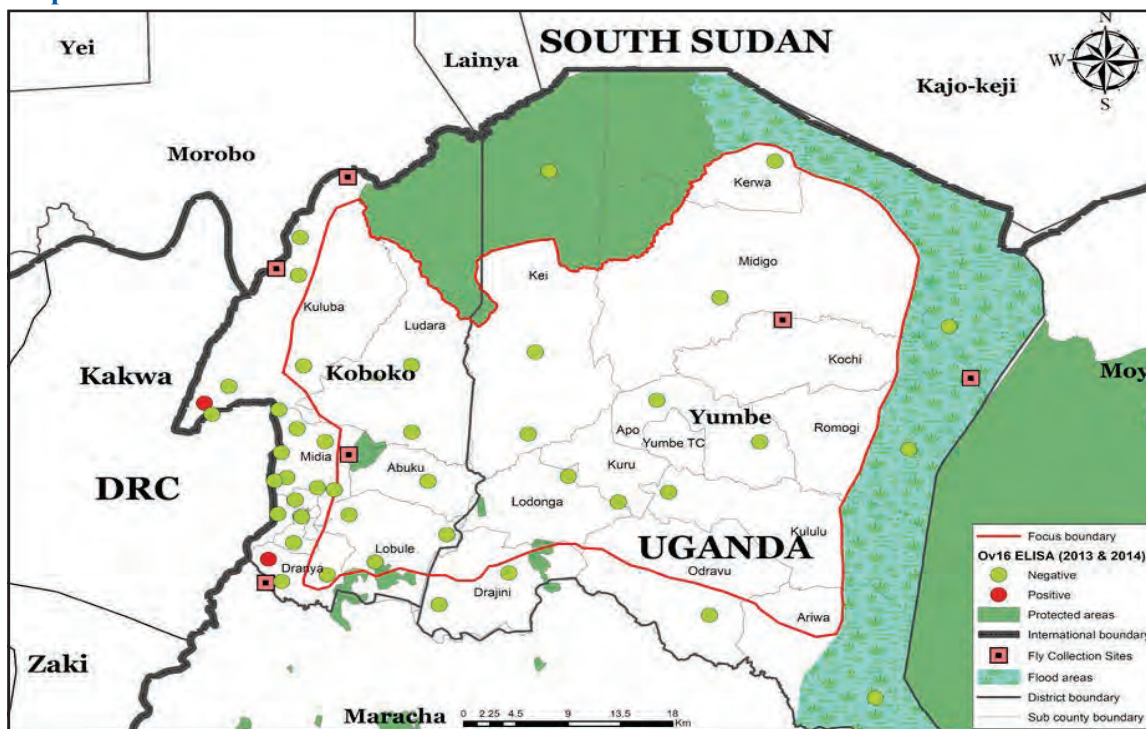 SOUTH SUDAN
Yei
Lainya
Kajo-keji
N
W
E
S
Morobo
Kerwa
Kei
Midigo
Kuluba
Ludara
Kochi
Kakwa
Koboko
Moy
Apo
Yumbe
Romogi
Yumbe TC
Midia
Abuku
Kuru
DRC
Lodonga
Kululu
Lobule
UGANDA
Dranya
Odravu
Drajini
Ariwa
Zaki
Maracha
0 2.25 4.5 9 13.5 18
Km
Focus boundary
Ov16 ELISA (2013 & 2014)
Negative
Positive
Protected areas
International boundary
Fly Collection Sites
Flood areas
District boundary
Sub county boundary